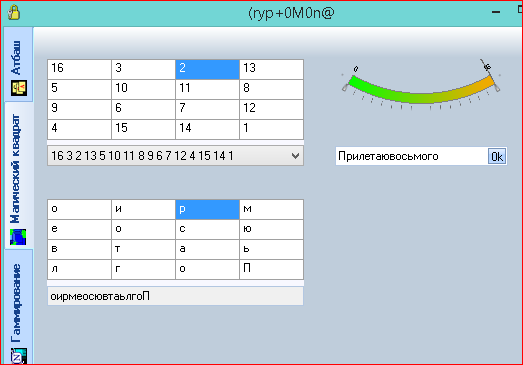 (ryp+0M0n@
Атбаш
Магический квадрат
Гаммирование
16 3 2 13
5 10 11 8
9 6 7 12
4 15 14 1
16 3 2 13 5 10 11 8 9 6 7 12 4 15 14 1
0
Прилетаювосьмого
Ok
о и р м
е о с ю
в т а ь
л г о П
оирмеосювтаьлгоП